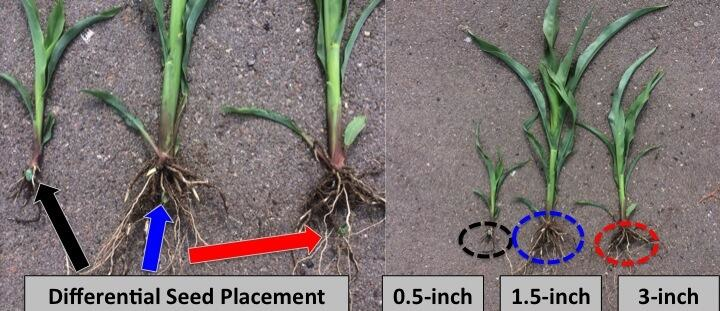 Differential Seed Placement
0.5-inch
1.5-inch
3-inch